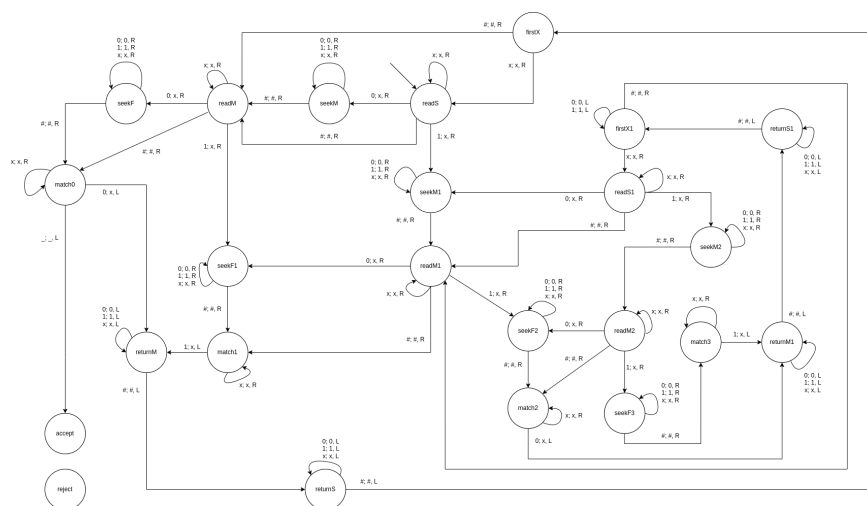 #; #, R
firstX
x; x, R
0; 0, R
1; 1, R
x; x, R
seekF
0; x, R
x; x, R
readM
#; #, R
0; 0, R
1; 1, R
x; x, R
seekM
0; x, R
x; x, R
readS
#; #, R
#; #, R
#; #, R
1; x, R
1; x, R
x; x, R
match0
0; x, L
_; _, L
0; 0, L
1; 1, L
firstX1
#; #, R
#; #, L
returnS1
0; 0, L
1; 1, L
x; x, L
x; x, R
0; 0, R
1; 1, R
x; x, R
seekM1
0; x, R
readS1
x; x, R
1; x, R
#; #, R
#; #, R
seekM2
0; 0, R
1; 1, R
x; x, R
#; #, R
0; 0, R
1; 1, R
x; x, R
seekF1
0; x, R
readM1
x; x, R
1; x, R
#; #, R
#; #, R
0; 0, R
1; 1, R
x; x, R
seekF2
0; x, R
readM2
x; x, R
x; x, R
match3
1; x, L
returnM1
#; #, L
0; 0, L
1; 1, L
x; x, L
0; 0, L
1; 1, L
x; x, L
returnM
1; x, L
match1
x; x, R
#; #, L
#; #, R
#; #, R
1; x, R
match2
x; x, R
0; x, L
seekF3
0; 0, R
1; 1, R
x; x, R
#; #, R
accept
reject
0; 0, L
1; 1, L
x; x, L
returnS
#; #, L